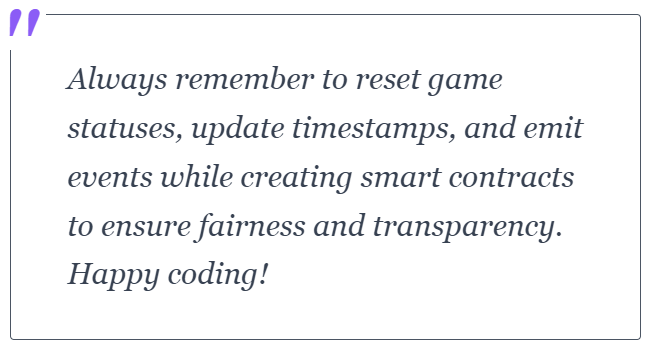 Always remember to reset game
statuses, update timestamps, and emit
events while creating smart contracts
to ensure fairness and transparency.
Happy coding!